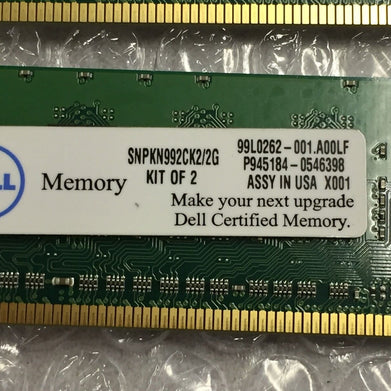 SNPKN992CK2/2G
KIT OF 2
99L0262-001.A00LF
P945184-0546398
ASSY IN USA X001
LL
Memory
Make your next upgrade
Dell Certified Memory.